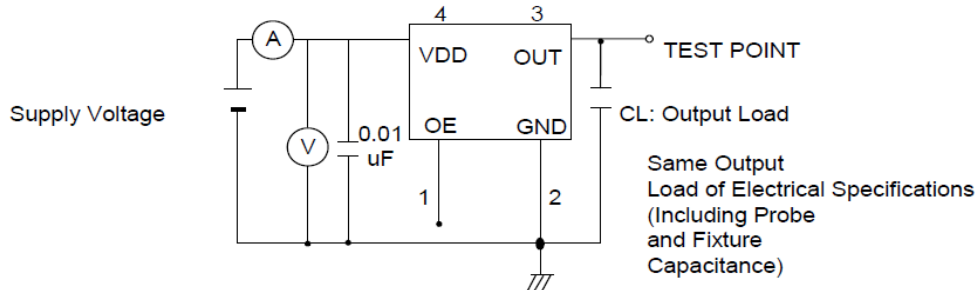 4
3
A
VDD
OUT
TEST POINT
Supply Voltage
CL: Output Load
OE
GND
0.01
uF
V
1
2
Same Output
Load of Electrical Specifications
(Including Probe
and Fixture
Capacitance)